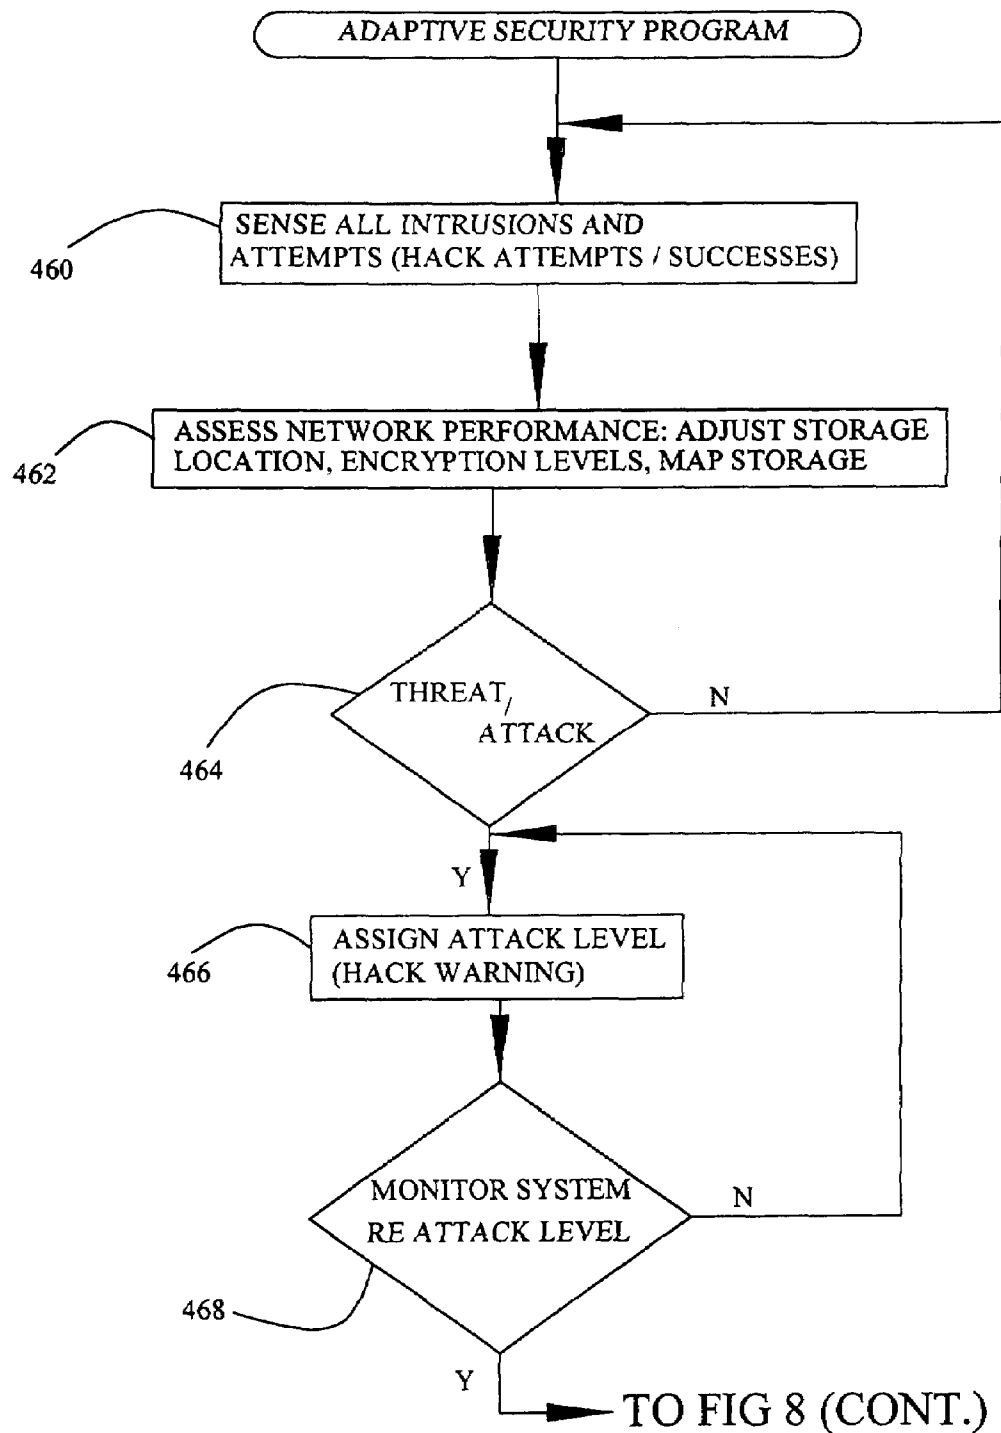 ADAPTIVE SECURITY PROGRAM
SENSE ALL INTRUSIONS AND
ATTEMPTS (HACK ATTEMPTS / SUCCESSES)
460
ASSESS NETWORK PERFORMANCE: ADJUST STORAGE
LOCATION, ENCRYPTION LEVELS, MAP STORAGE
462
THREAT/
ATTACK
N
464
Y
ASSIGN ATTACK LEVEL
(HACK WARNING)
466
MONITOR SYSTEM
RE ATTACK LEVEL
N
468
Y
TO FIG 8 (CONT.)